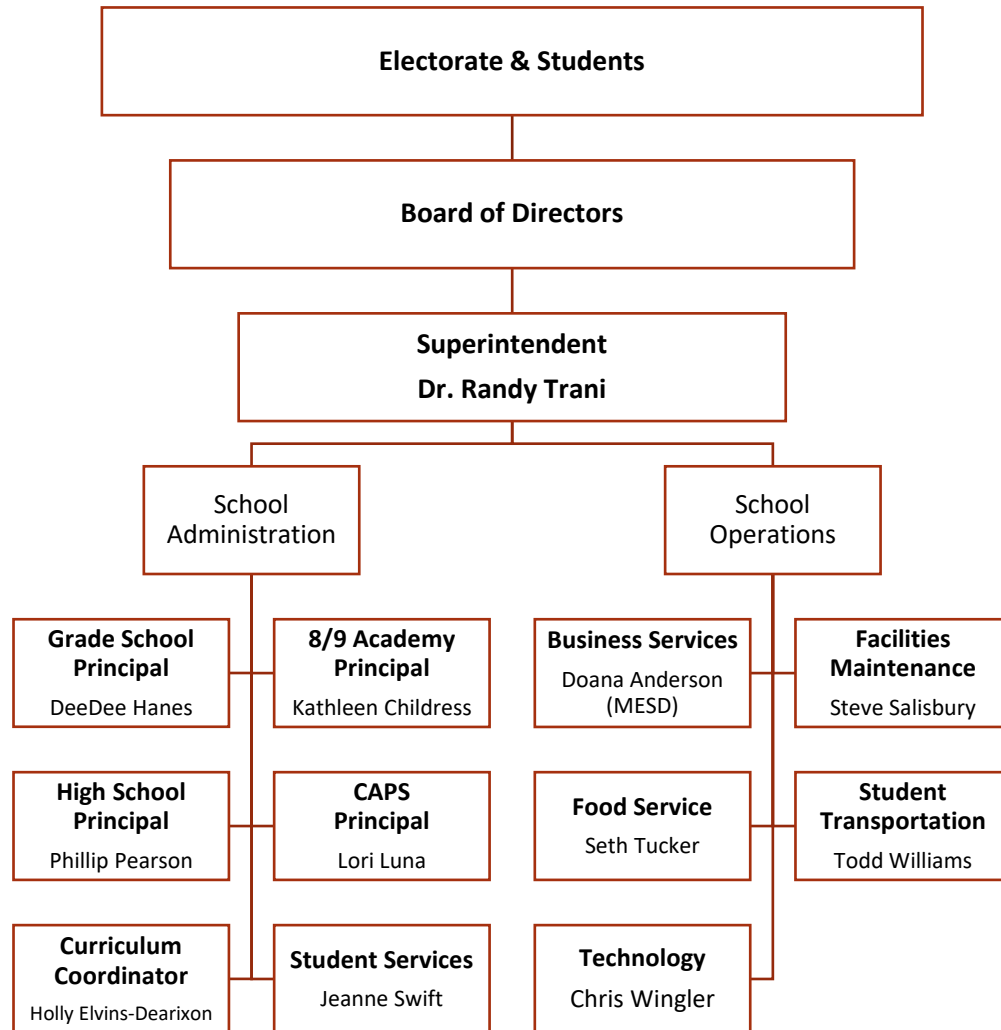 Electorate & Students
Board of Directors
Superintendent
Dr. Randy Trani
School
Administration
School
Operations
Grade School
Principal
DeeDee Hanes
8/9 Academy
Principal
Kathleen Childress
Business Services
Doana Anderson
(MESD)
Facilities
Maintenance
Steve Salisbury
High School
Principal
Phillip Pearson
CAPS
Principal
Lori Luna
Food Service
Seth Tucker
Student
Transportation
Todd Williams
Curriculum
Coordinator
Holly Elvins-Dearixon
Student Services
Jeanne Swift
Technology
Chris Wingler